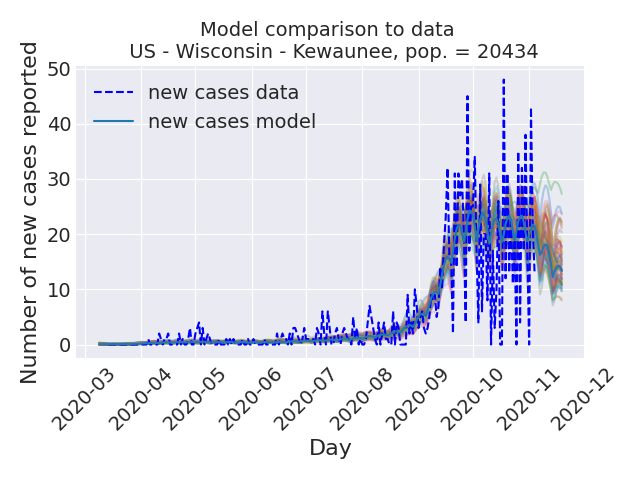 Model comparison to data
US - Wisconsin - Kewaunee, pop. = 20434
Number of new cases reported
50
40
30
20
10
0
new cases data
new cases model
2020-03
2020-04
2020-05
2020-06
2020-07
2020-08
2020-09
2020-10
2020-11
2020-12
Day